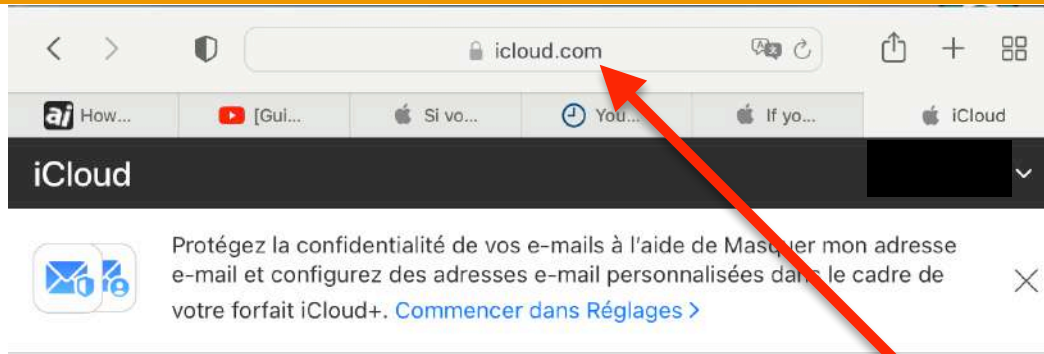 icloud.com
ai How...
[Gui...
Si vo...
You...
If yo...
iCloud
iCloud
Protégez la confidentialité de vos e-mails à l'aide de Masquer mon adresse
e-mail et configurez des adresses e-mail personnalisées dans le cadre de
votre forfait iCloud+. Commencer dans Réglages >